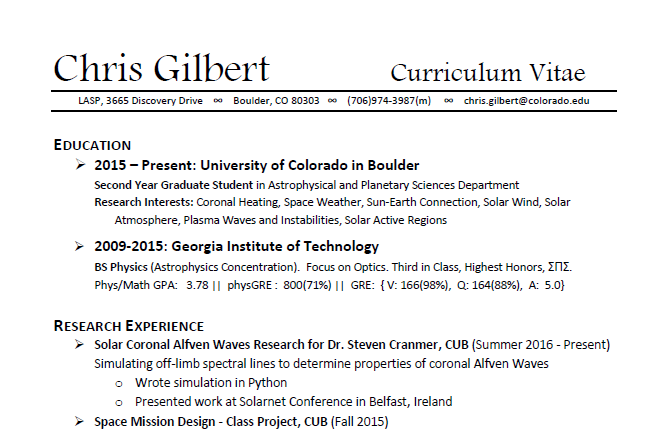 Chris Gilbert Curriculum Vitae
LASP, 3665 Discovery Drive ∞ Boulder, CO 80303 ∞ (706)974-3987(m) ∞ chris.gilbert@colorado.edu
EDUCATION
➢ 2015 – Present: University of Colorado in Boulder
Second Year Graduate Student in Astrophysical and Planetary Sciences Department
Research Interests: Coronal Heating, Space Weather, Sun-Earth Connection, Solar Wind, Solar
Atmosphere, Plasma Waves and Instabilities, Solar Active Regions
➢ 2009-2015: Georgia Institute of Technology
BS Physics (Astrophysics Concentration). Focus on Optics. Third in Class, Highest Honors, ΣΠΣ.
Phys/Math GPA: 3.78 || physGRE : 800(71%) || GRE: { V: 166(98%), Q: 164(88%), A: 5.0}
RESEARCH EXPERIENCE
➢ Solar Coronal Alfven Waves Research for Dr. Steven Cranmer, CUB (Summer 2016 - Present)
Simulating off-limb spectral lines to determine properties of coronal Alfven Waves
o Wrote simulation in Python
o Presented work at Solarnet Conference in Belfast, Ireland
➢ Space Mission Design - Class Project, CUB (Fall 2015)